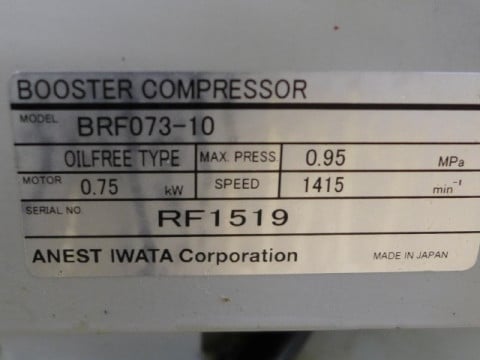 BOOSTER COMPRESSOR
MODEL BRF073-10
OILFREE TYPE MAX. PRESS 0.95 MPa
MOTOR 0.75 kW SPEED 1415 min⁻¹
SERIAL NO. RF1519
ANEST IWATA Corporation MADE IN JAPAN